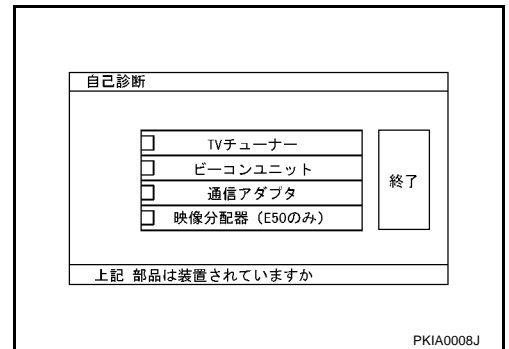 自己診断
TVチューナー
ビーコンユニット
通信アダプタ
映像分配器（E50のみ）
終了
上記 部品は装置されていますか
PKIA0008J